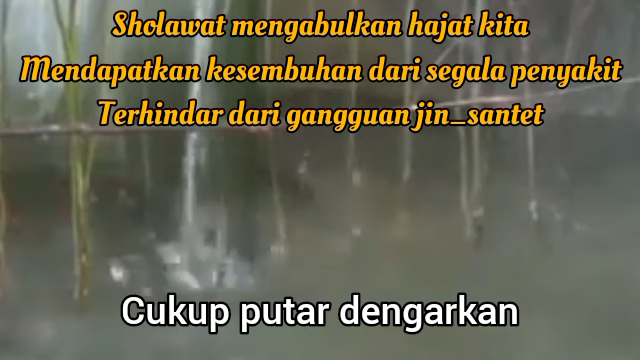 Sholawat mengabulkan hajat kita
Mendapatkan kesembuhan dari segala penyakit
Terhindar dari gangguan jin_santet
Cukup putar dengarkan